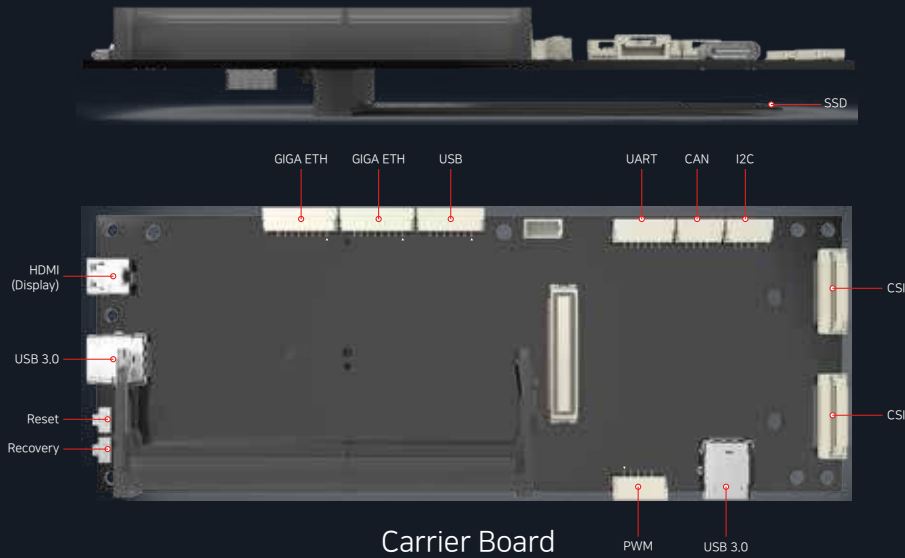 SSD
GIGA ETH
GIGA ETH
USB
UART
CAN
I2C
HDMI
(Display)
CSI
USB 3.0
CSI
Reset
Recovery
PWM
USB 3.0
Carrier Board